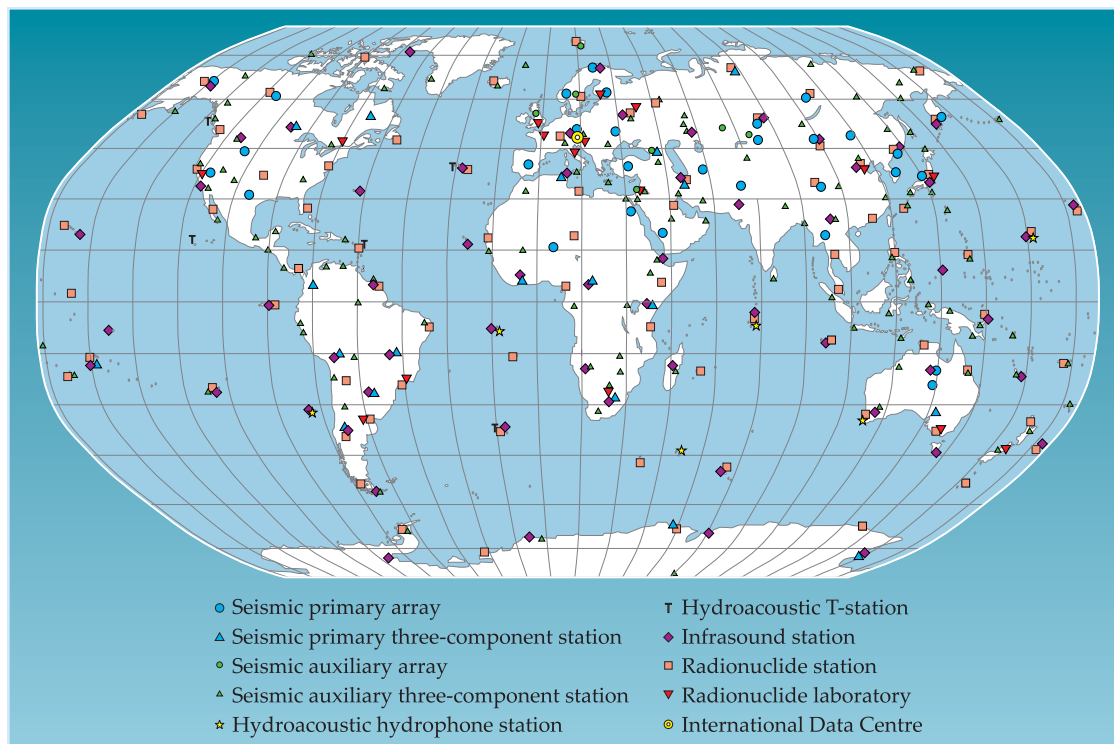 Seismic primary array
Seismic primary three-component station
Seismic auxiliary array
Seismic auxiliary three-component station
Hydroacoustic hydrophone station
T Hydroacoustic T-station
Infrasound station
Radionuclide station
Radionuclide laboratory
International Data Centre
T
T
T
T
T